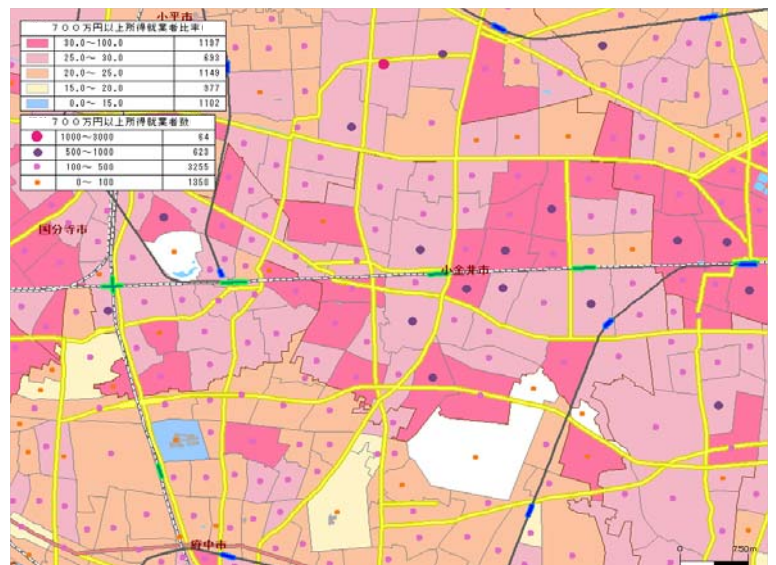 小平市
700万円以上所得就業者比率
30.0～100.0 1197
25.0～ 30.0 693
20.0～ 25.0 1149
15.0～ 20.0 977
0.0～ 15.0 1102
700万円以上所得就業者数
1000～3000 64
500～1000 623
100～ 500 3255
0～ 100 1350
国分寺市
小金井市
府中市
0 750m